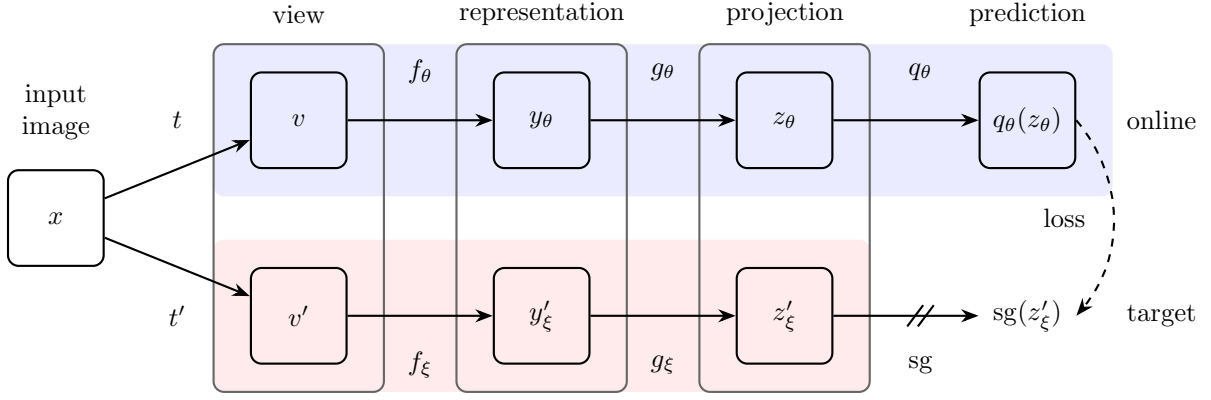 view representation projection prediction
input
image
t
f_θ
g_θ
q_θ
v
y_θ
z_θ
q_θ(z_θ)
online
x
loss
t′
v′
y′_ξ
z′_ξ
sg(z′_ξ)
target
f_ξ
g_ξ
sg